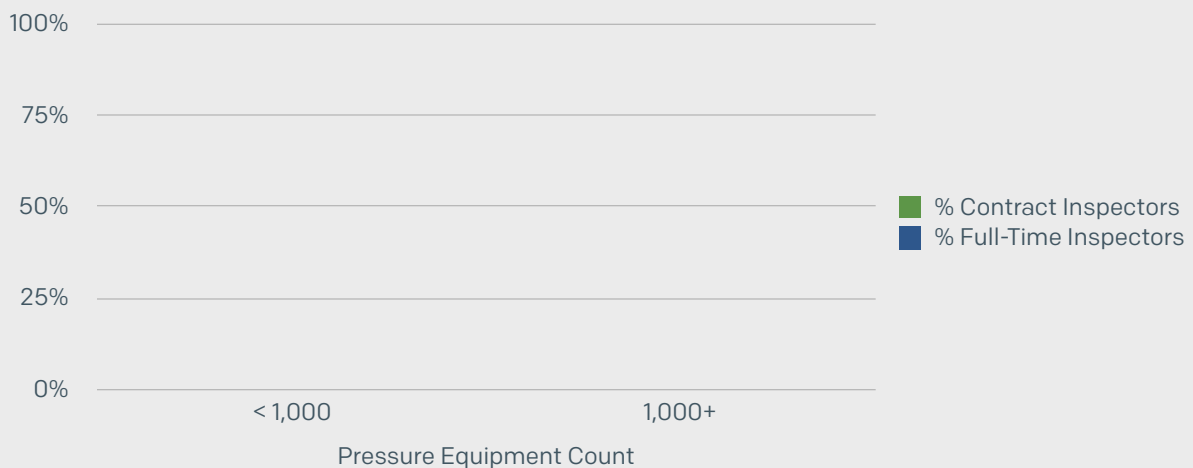 100%
75%
50%
25%
0%
< 1,000
1,000+
Pressure Equipment Count
% Contract Inspectors
% Full-Time Inspectors